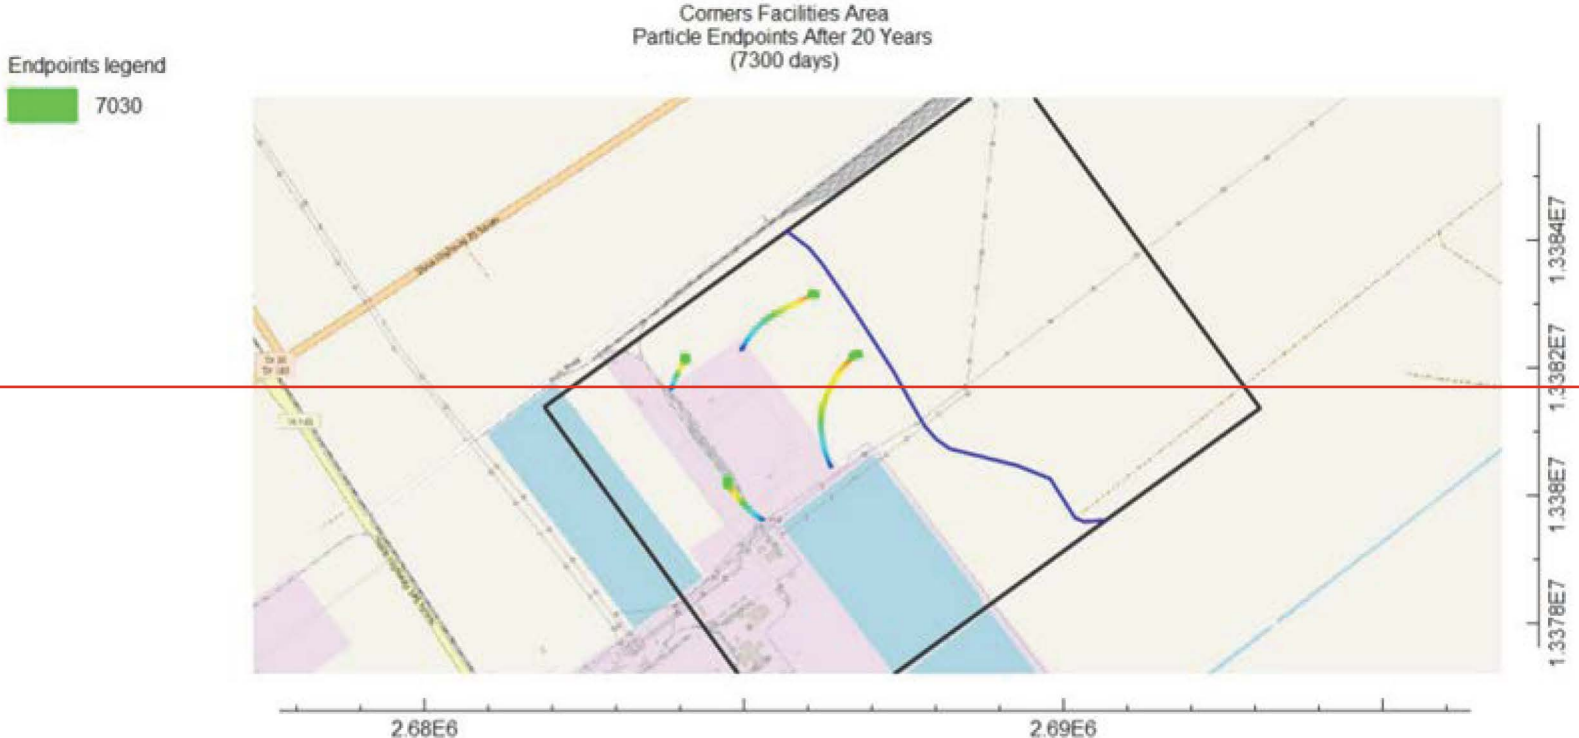 Corners Facilities Area
Particle Endpoints After 20 Years
(7300 days)
Endpoints legend
7030
1.3384E7
1.3382E7
1.338E7
1.3378E7
2.68E6
2.69E6